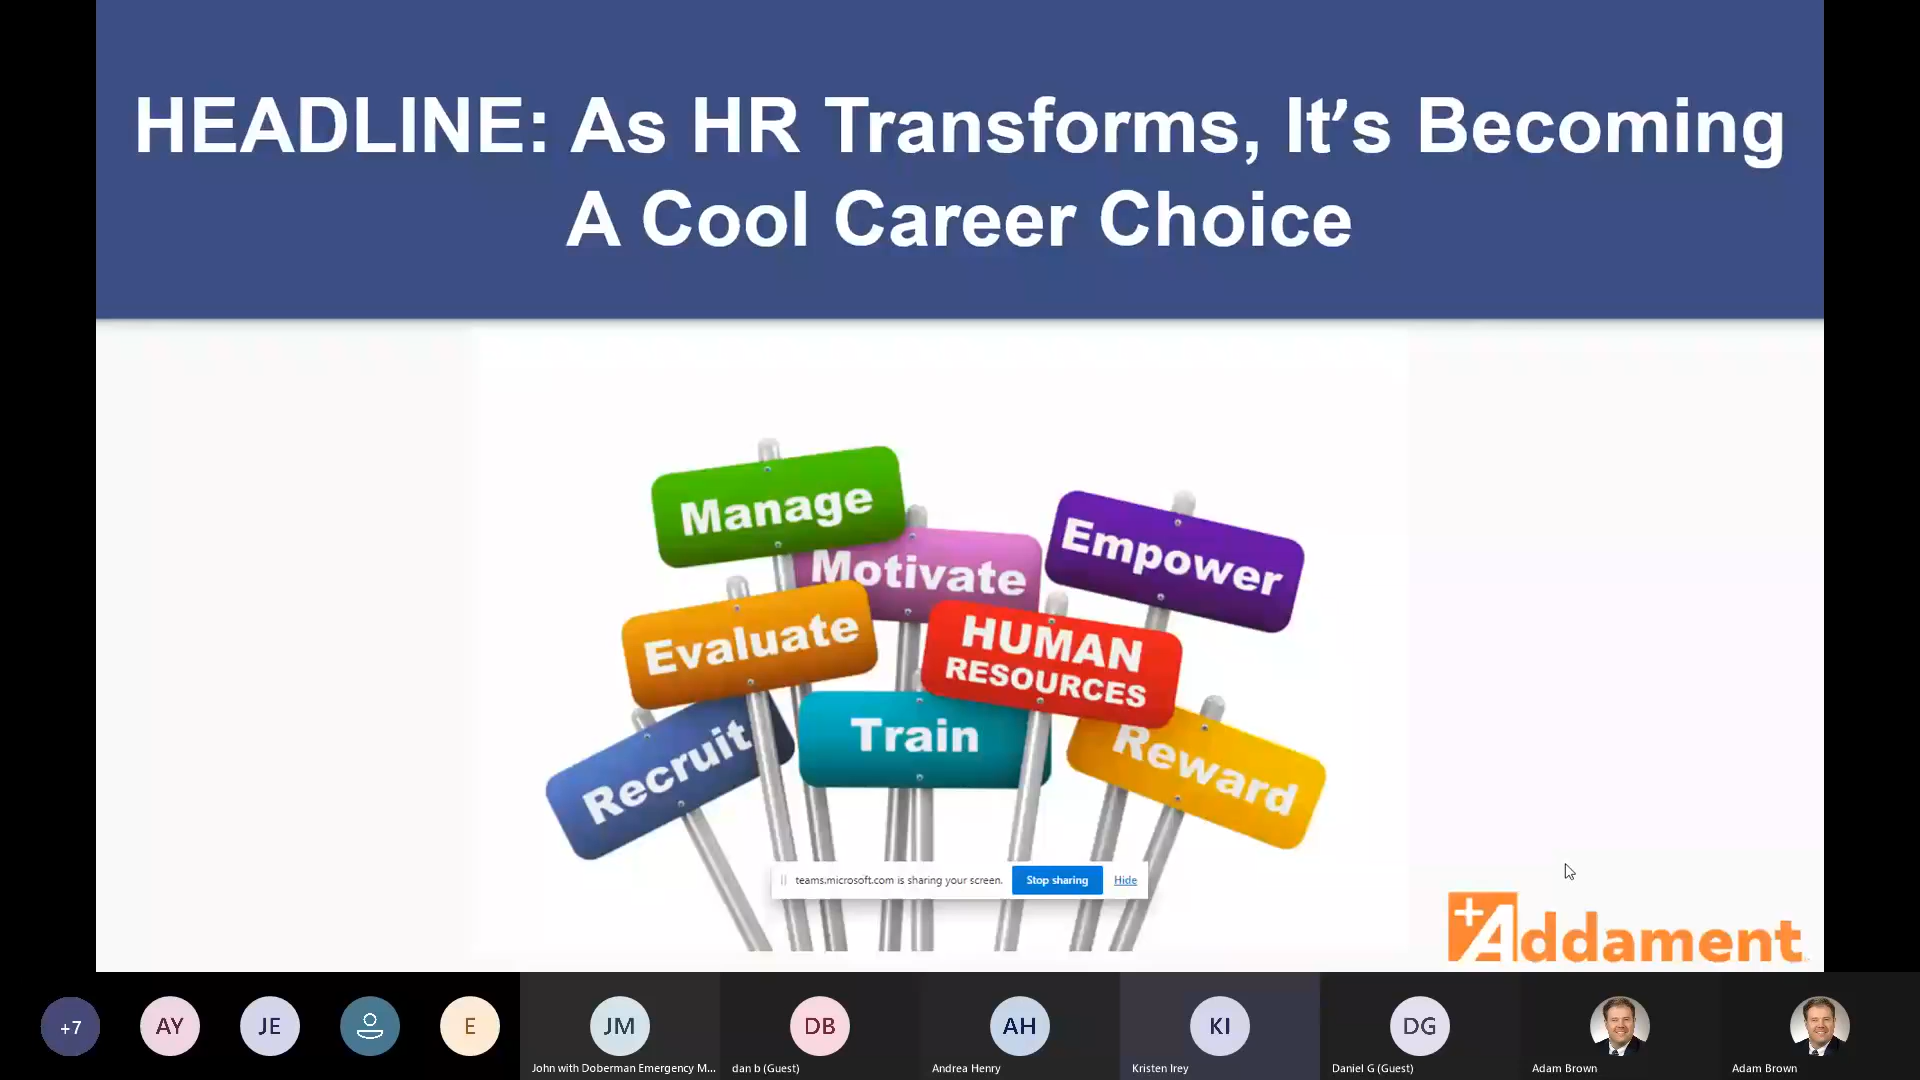 HEADLINE: As HR Transforms, It’s Becoming
A Cool Career Choice
Manage
Motivate
Empower
Evaluate
HUMAN
RESOURCES
Recruit
Train
Reward
teams.microsoft.com is sharing your screen. Stop sharing Hide
+Addament
+7 AY JE E JM DB AH KI DG
John with Doberman Emergency M... dan b (Guest) Andrea Henry Kristen Irey Daniel G (Guest) Adam Brown Adam Brown